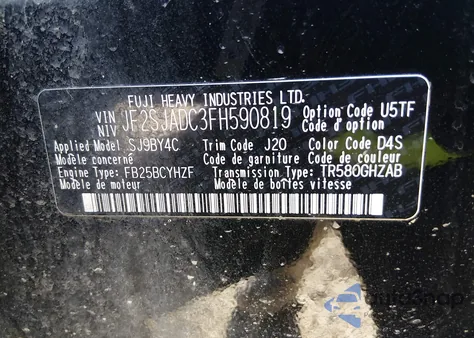 FUJI HEAVY INDUSTRIES LTD.
VIN NIV JF2SJADC3FH590819 Option Code U5TF
Code d'option
Applied Model SJ9BY4C Trim Code J20 Color Code D4S
Modèle concerné Code de garniture Code de couleur
Engine Type: FB25BCYHZF Transmission Type: TR580GHZAB
Modèle de moteur Modèle de boîtes vitesse
AutoSnap